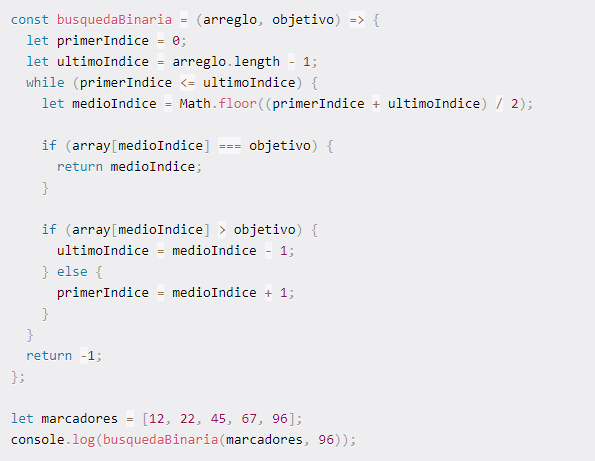 const busquedaBinaria = (arreglo, objetivo) => {
  let primerIndice = 0;
  let ultimoIndice = arreglo.length - 1;
  while (primerIndice <= ultimoIndice) {
    let medioIndice = Math.floor((primerIndice + ultimoIndice) / 2);

    if (array[medioIndice] === objetivo) {
      return medioIndice;
    }

    if (array[medioIndice] > objetivo) {
      ultimoIndice = medioIndice - 1;
    } else {
      primerIndice = medioIndice + 1;
    }
  }
  return -1;
};

let marcadores = [12, 22, 45, 67, 96];
console.log(busquedaBinaria(marcadores, 96));